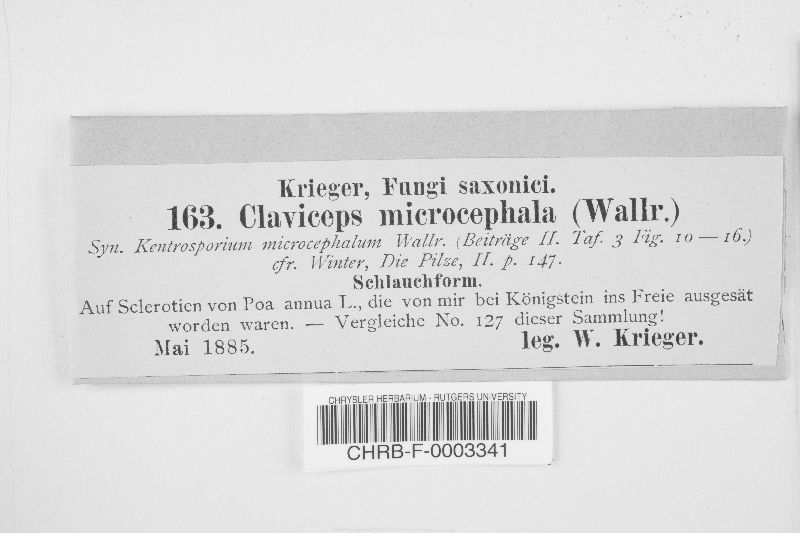 Krieger, Fungi saxonici.
163. Claviceps microcephala (Wallr.)
Syn. Kentrosporium microcephalum Wallr. (Beiträge II. Taf. 3 Fig. 10—16.)
cfr. Winter, Die Pilze, II. p. 147.
Schlauchform.
Auf Sclerotien von Poa annua L., die von mir bei Königstein ins Freie ausgesät
worden waren. — Vergleiche No. 127 dieser Sammlung!
Mai 1885. leg. W. Krieger.
CHRYSLER HERBARIUM - RUTGERS UNIVERSITY
CHRB-F-0003341